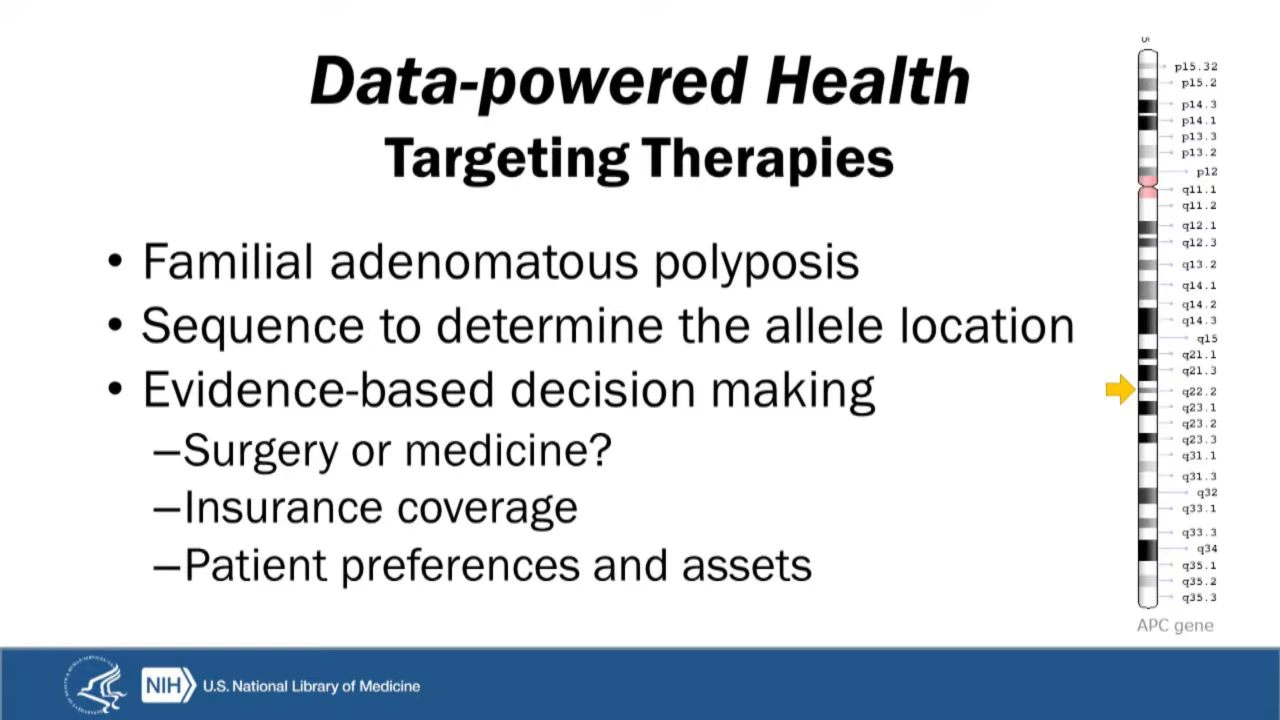 Data-powered Health
Targeting Therapies
• Familial adenomatous polyposis
• Sequence to determine the allele location
• Evidence-based decision making
–Surgery or medicine?
–Insurance coverage
–Patient preferences and assets
5
p15.32
p15.2
p14.3
p14.1
p13.3
p13.2
p12
q11.1
q11.2
q12.1
q12.3
q13.2
q14.1
q14.2
q14.3
q15
q21.1
q21.3
q22.2
q23.1
q23.2
q23.3
q31.1
q31.3
q32
q33.1
q33.3
q34
q35.1
q35.2
q35.3
APC gene
NIH
U.S. National Library of Medicine